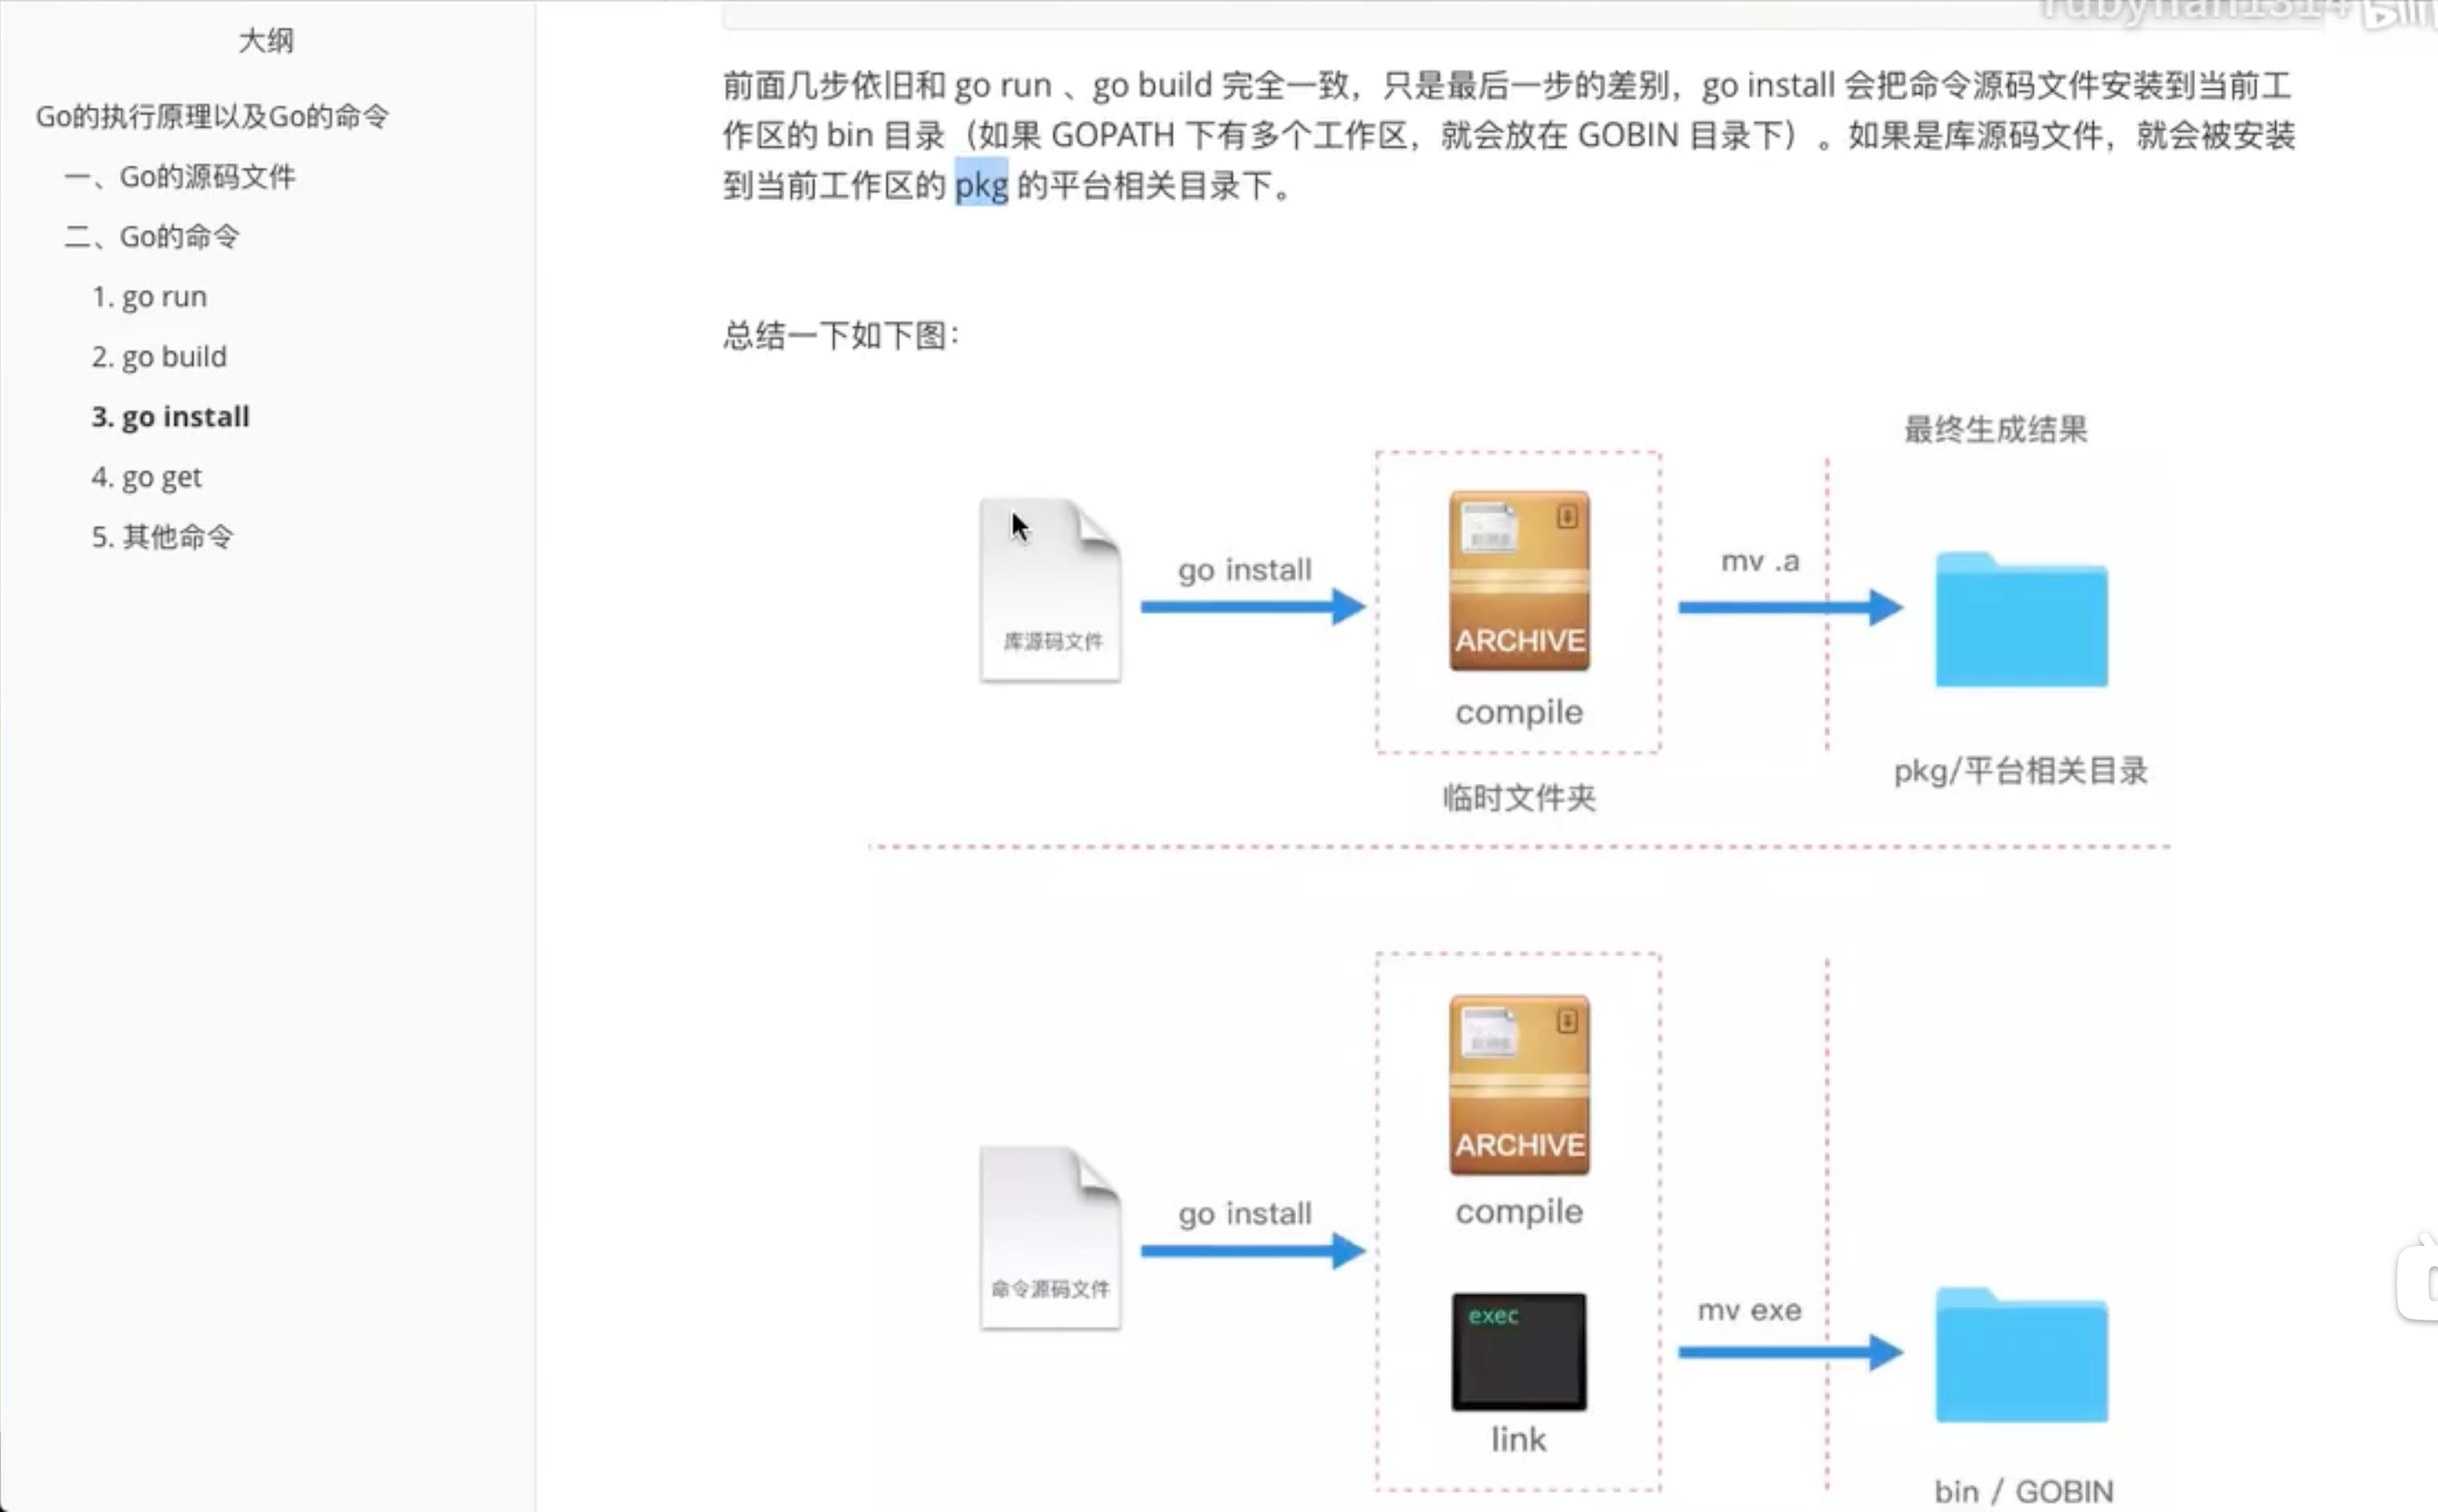 大纲
Go的执行原理以及Go的命令
一、Go的源码文件
二、Go的命令
1. go run
2. go build
3. go install
4. go get
5. 其他命令
前面几步依旧和 go run 、go build 完全一致，只是最后一步的差别，go install 会把命令源码文件安装到当前工
作区的 bin 目录（如果 GOPATH 下有多个工作区，就会放在 GOBIN 目录下）。如果是库源码文件，就会被安装
到当前工作区的 pkg 的平台相关目录下。
总结一下如下图：
最终生成结果
库源码文件
go install
ARCHIVE
compile
临时文件夹
mv .a
pkg/平台相关目录
命令源码文件
go install
ARCHIVE
compile
exec
link
mv exe
bin / GOBIN